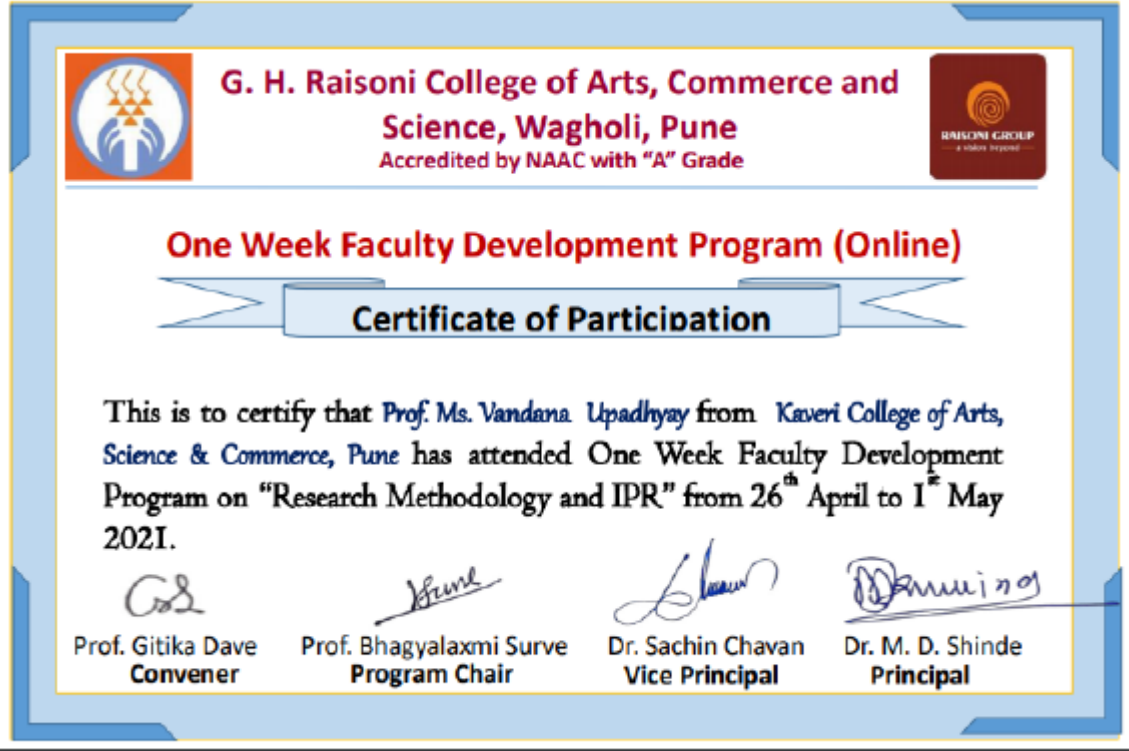 G. H. Raisoni College of Arts, Commerce and
Science, Wagholi, Pune
Accredited by NAAC with "A" Grade
RAISONI GROUP
a vision beyond
One Week Faculty Development Program (Online)
Certificate of Participation
This is to certify that Prof. Ms. Vandana Upadhyay from Kaveri College of Arts,
Science & Commerce, Pune has attended One Week Faculty Development
Program on "Research Methodology and IPR" from 26th April to 1st May
2021.
Prof. Gitika Dave Prof. Bhagyalaxmi Surve Dr. Sachin Chavan Dr. M. D. Shinde
Convener Program Chair Vice Principal Principal